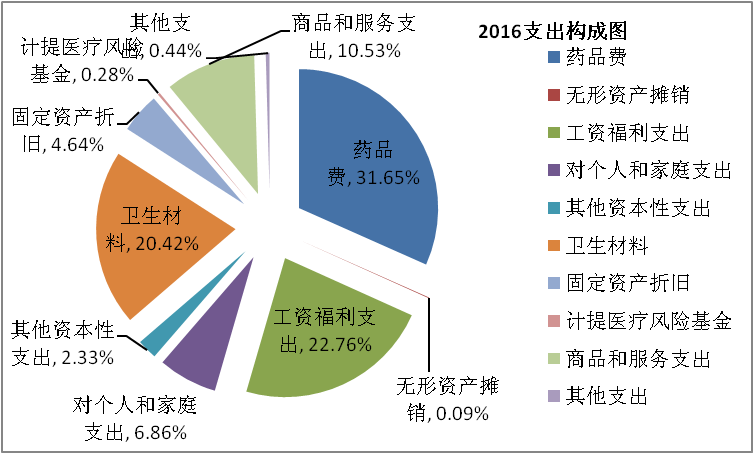 2016支出构成图
其他支
出, 0.44%
商品和服务支
出, 10.53%
计提医疗风险
基金, 0.28%
固定资产折
旧, 4.64%
药品
费, 31.65%
卫生材
料, 20.42%
其他资本性
支出, 2.33%
工资福利支
出, 22.76%
对个人和家庭
支出, 6.86%
无形资产摊
销, 0.09%
药品费
无形资产摊销
工资福利支出
对个人和家庭支出
其他资本性支出
卫生材料
固定资产折旧
计提医疗风险基金
商品和服务支出
其他支出